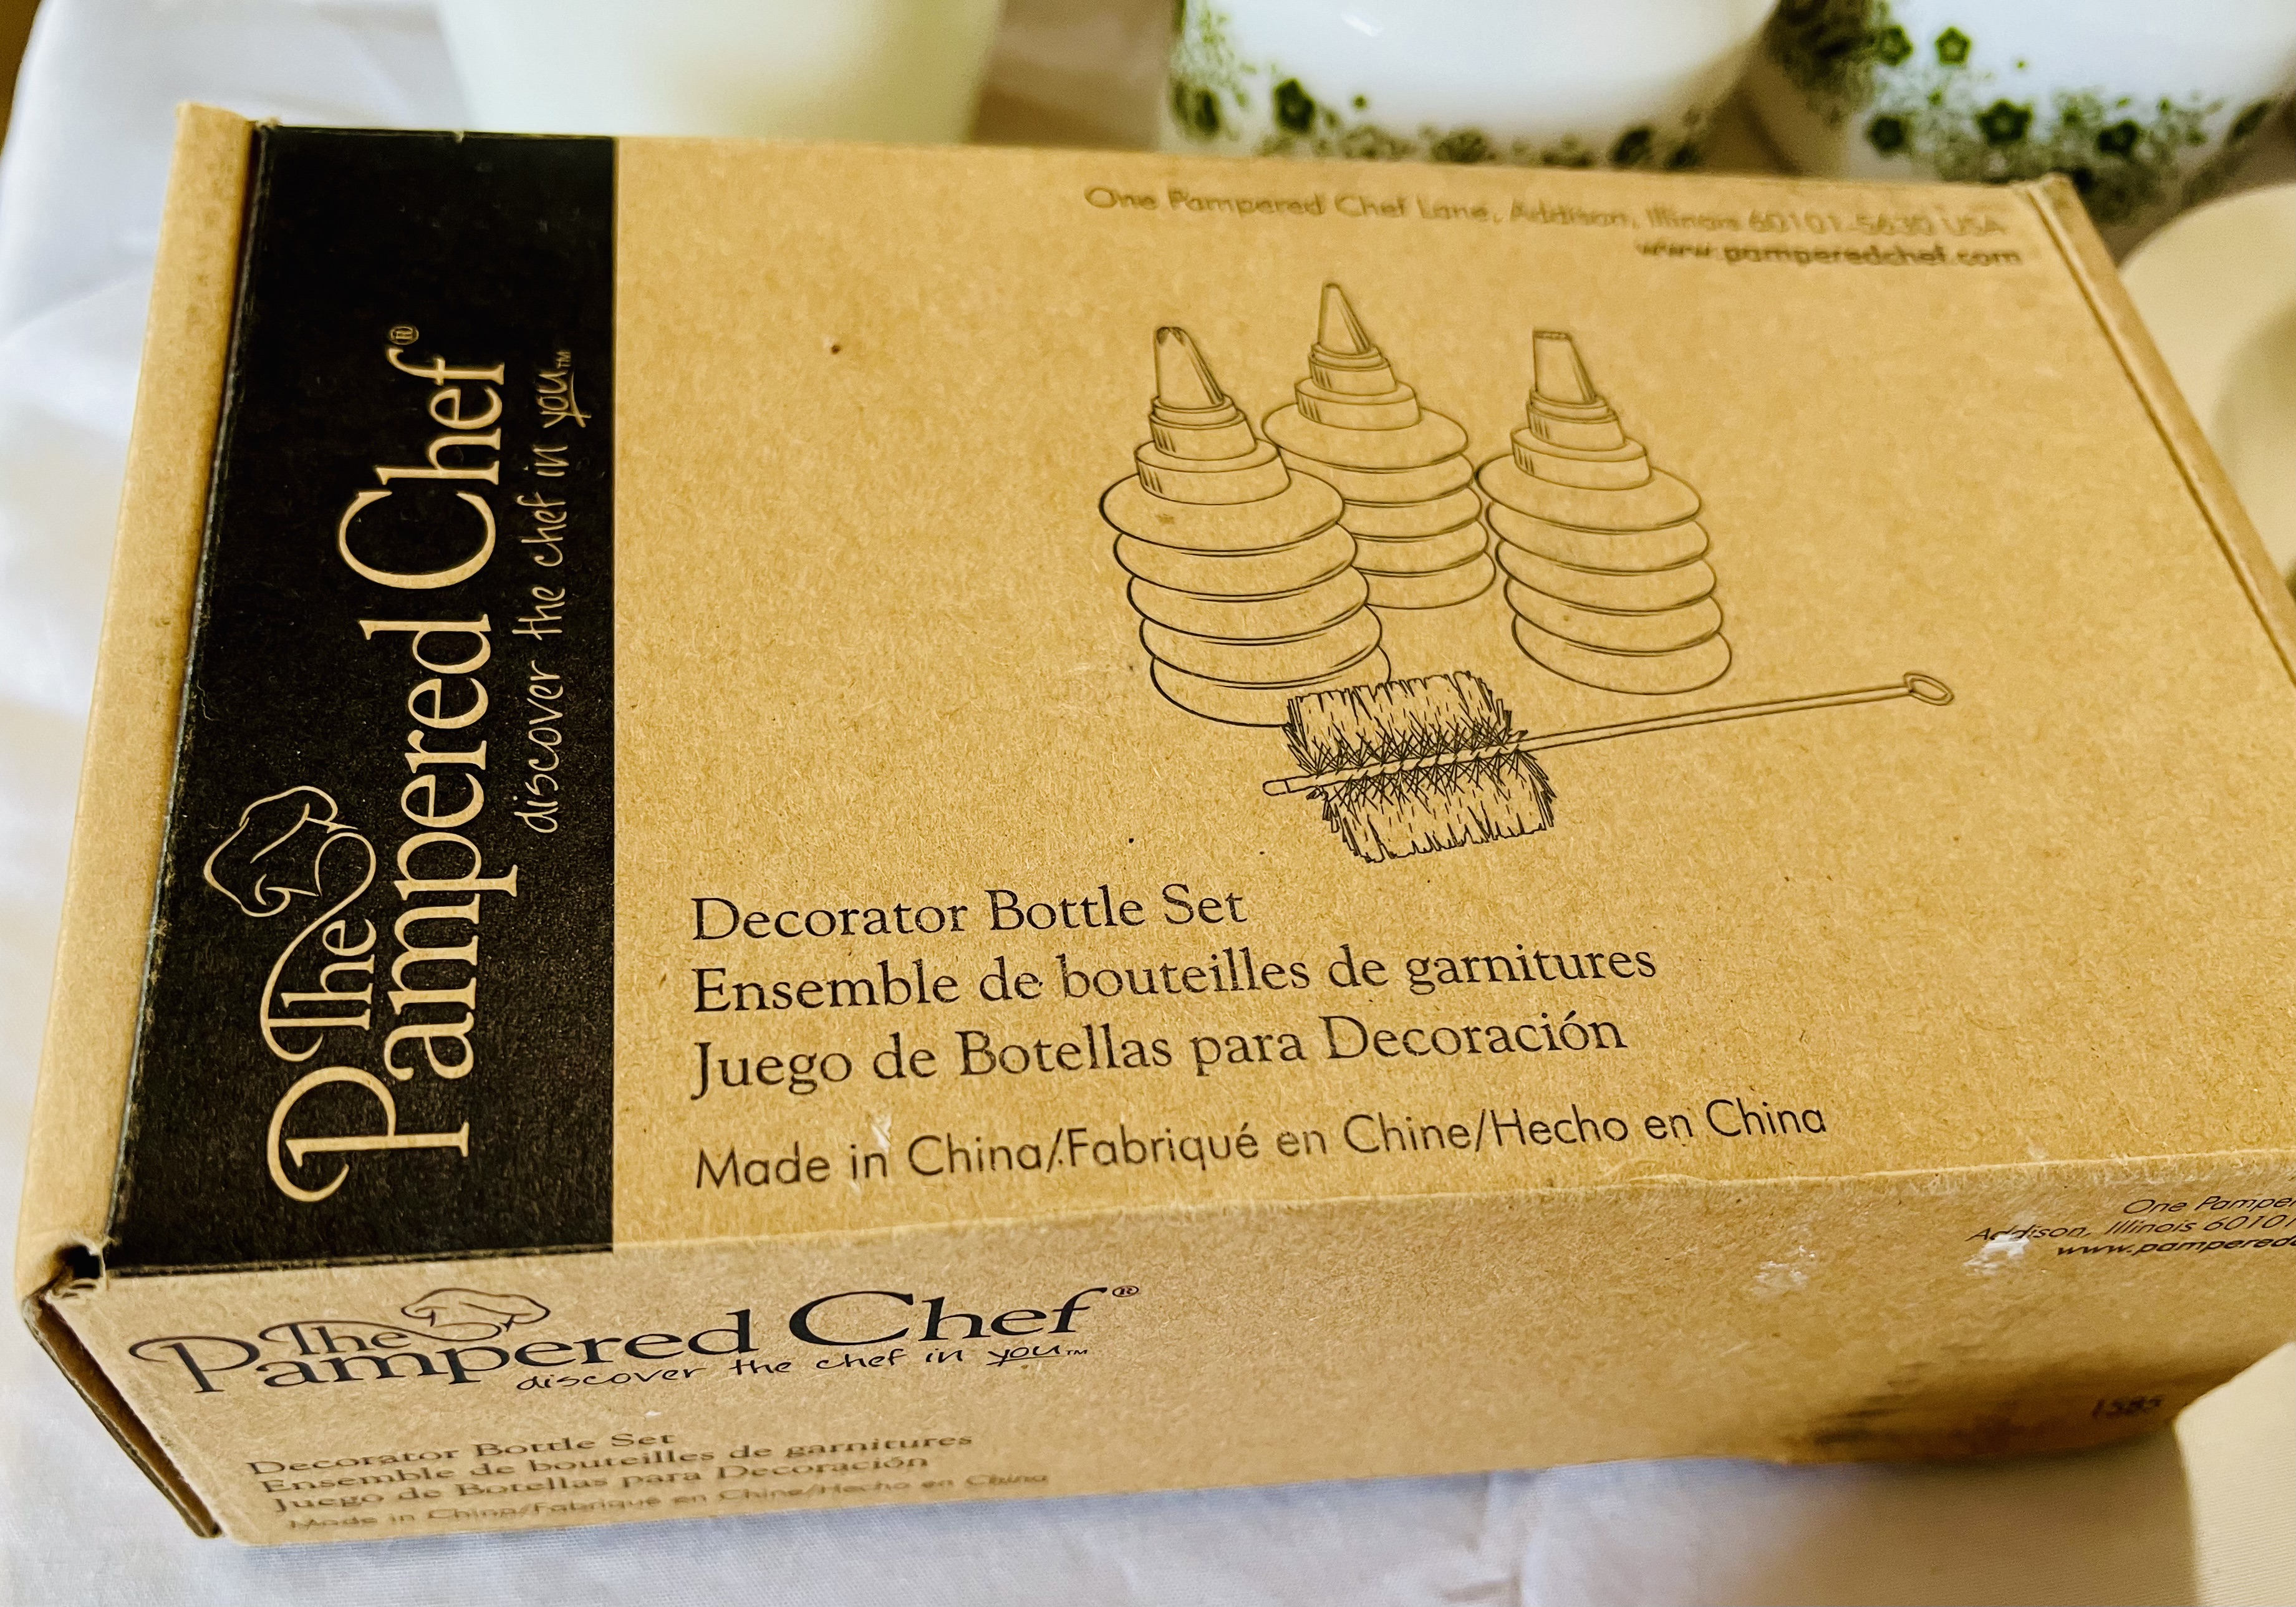 The
Pampered Chef®
discover the chef in you™
One Pampered Chef Lane, Addison, Illinois 60101-5630 USA
www.pamperedchef.com
Decorator Bottle Set
Ensemble de bouteilles de garnitures
Juego de Botellas para Decoración
Made in China/Fabriqué en Chine/Hecho en China
One
Addison, Illinois
The
Pampered Chef®
discover the chef in you™
Decorator Bottle Set
Ensemble de bouteilles de garnitures
Juego de Botellas para Decoración
Made in China/Fabriqué en Chine/Hecho en China
1585